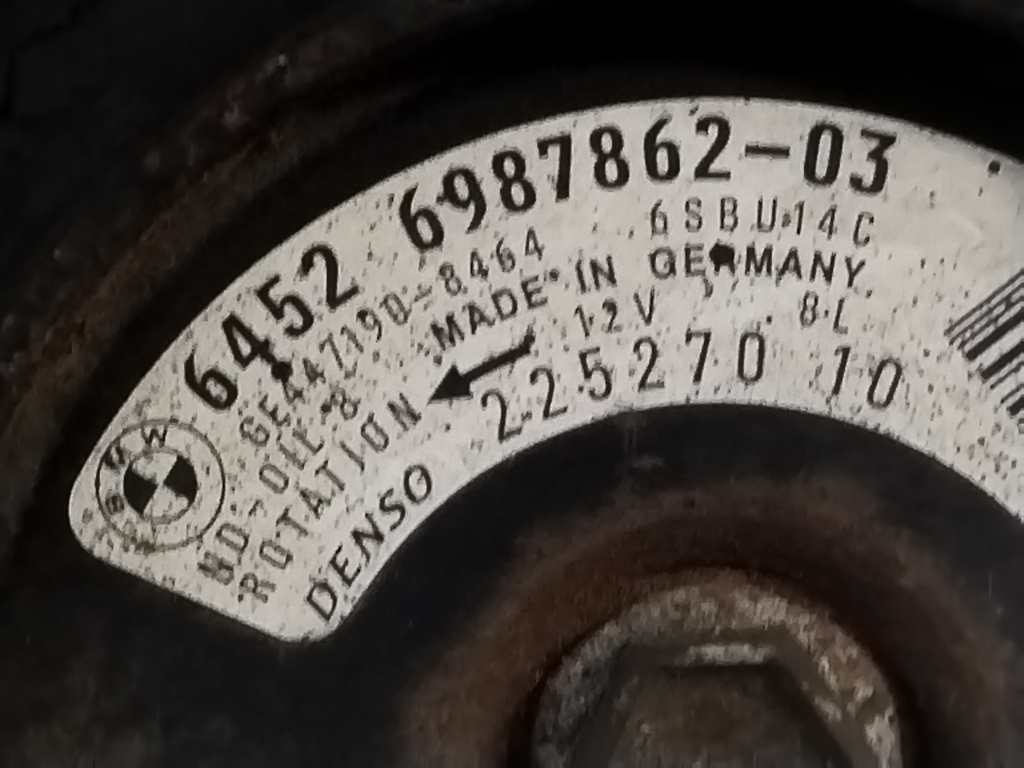 6452 6987862-03
GE447190-8464 6SBU14C
ND-OIL 8 MADE IN GERMANY
ROTATION 12V 8L
DENSO 225270 10
BMW